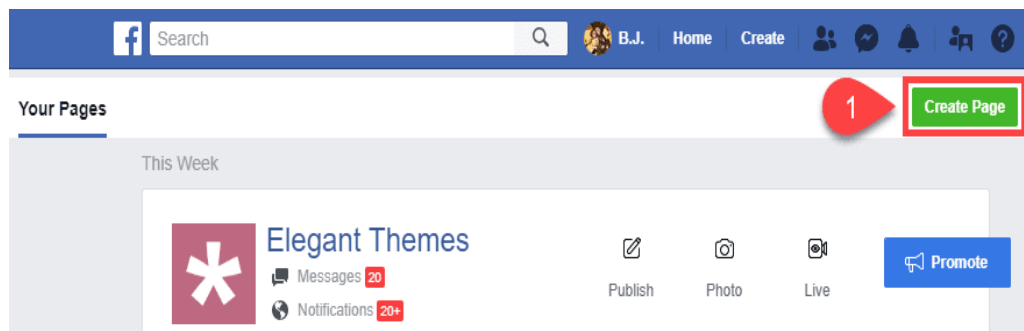 f Search B.J. Home Create
Your Pages 1 Create Page
This Week
Elegant Themes
Messages 20
Notifications 20+
Publish Photo Live Promote